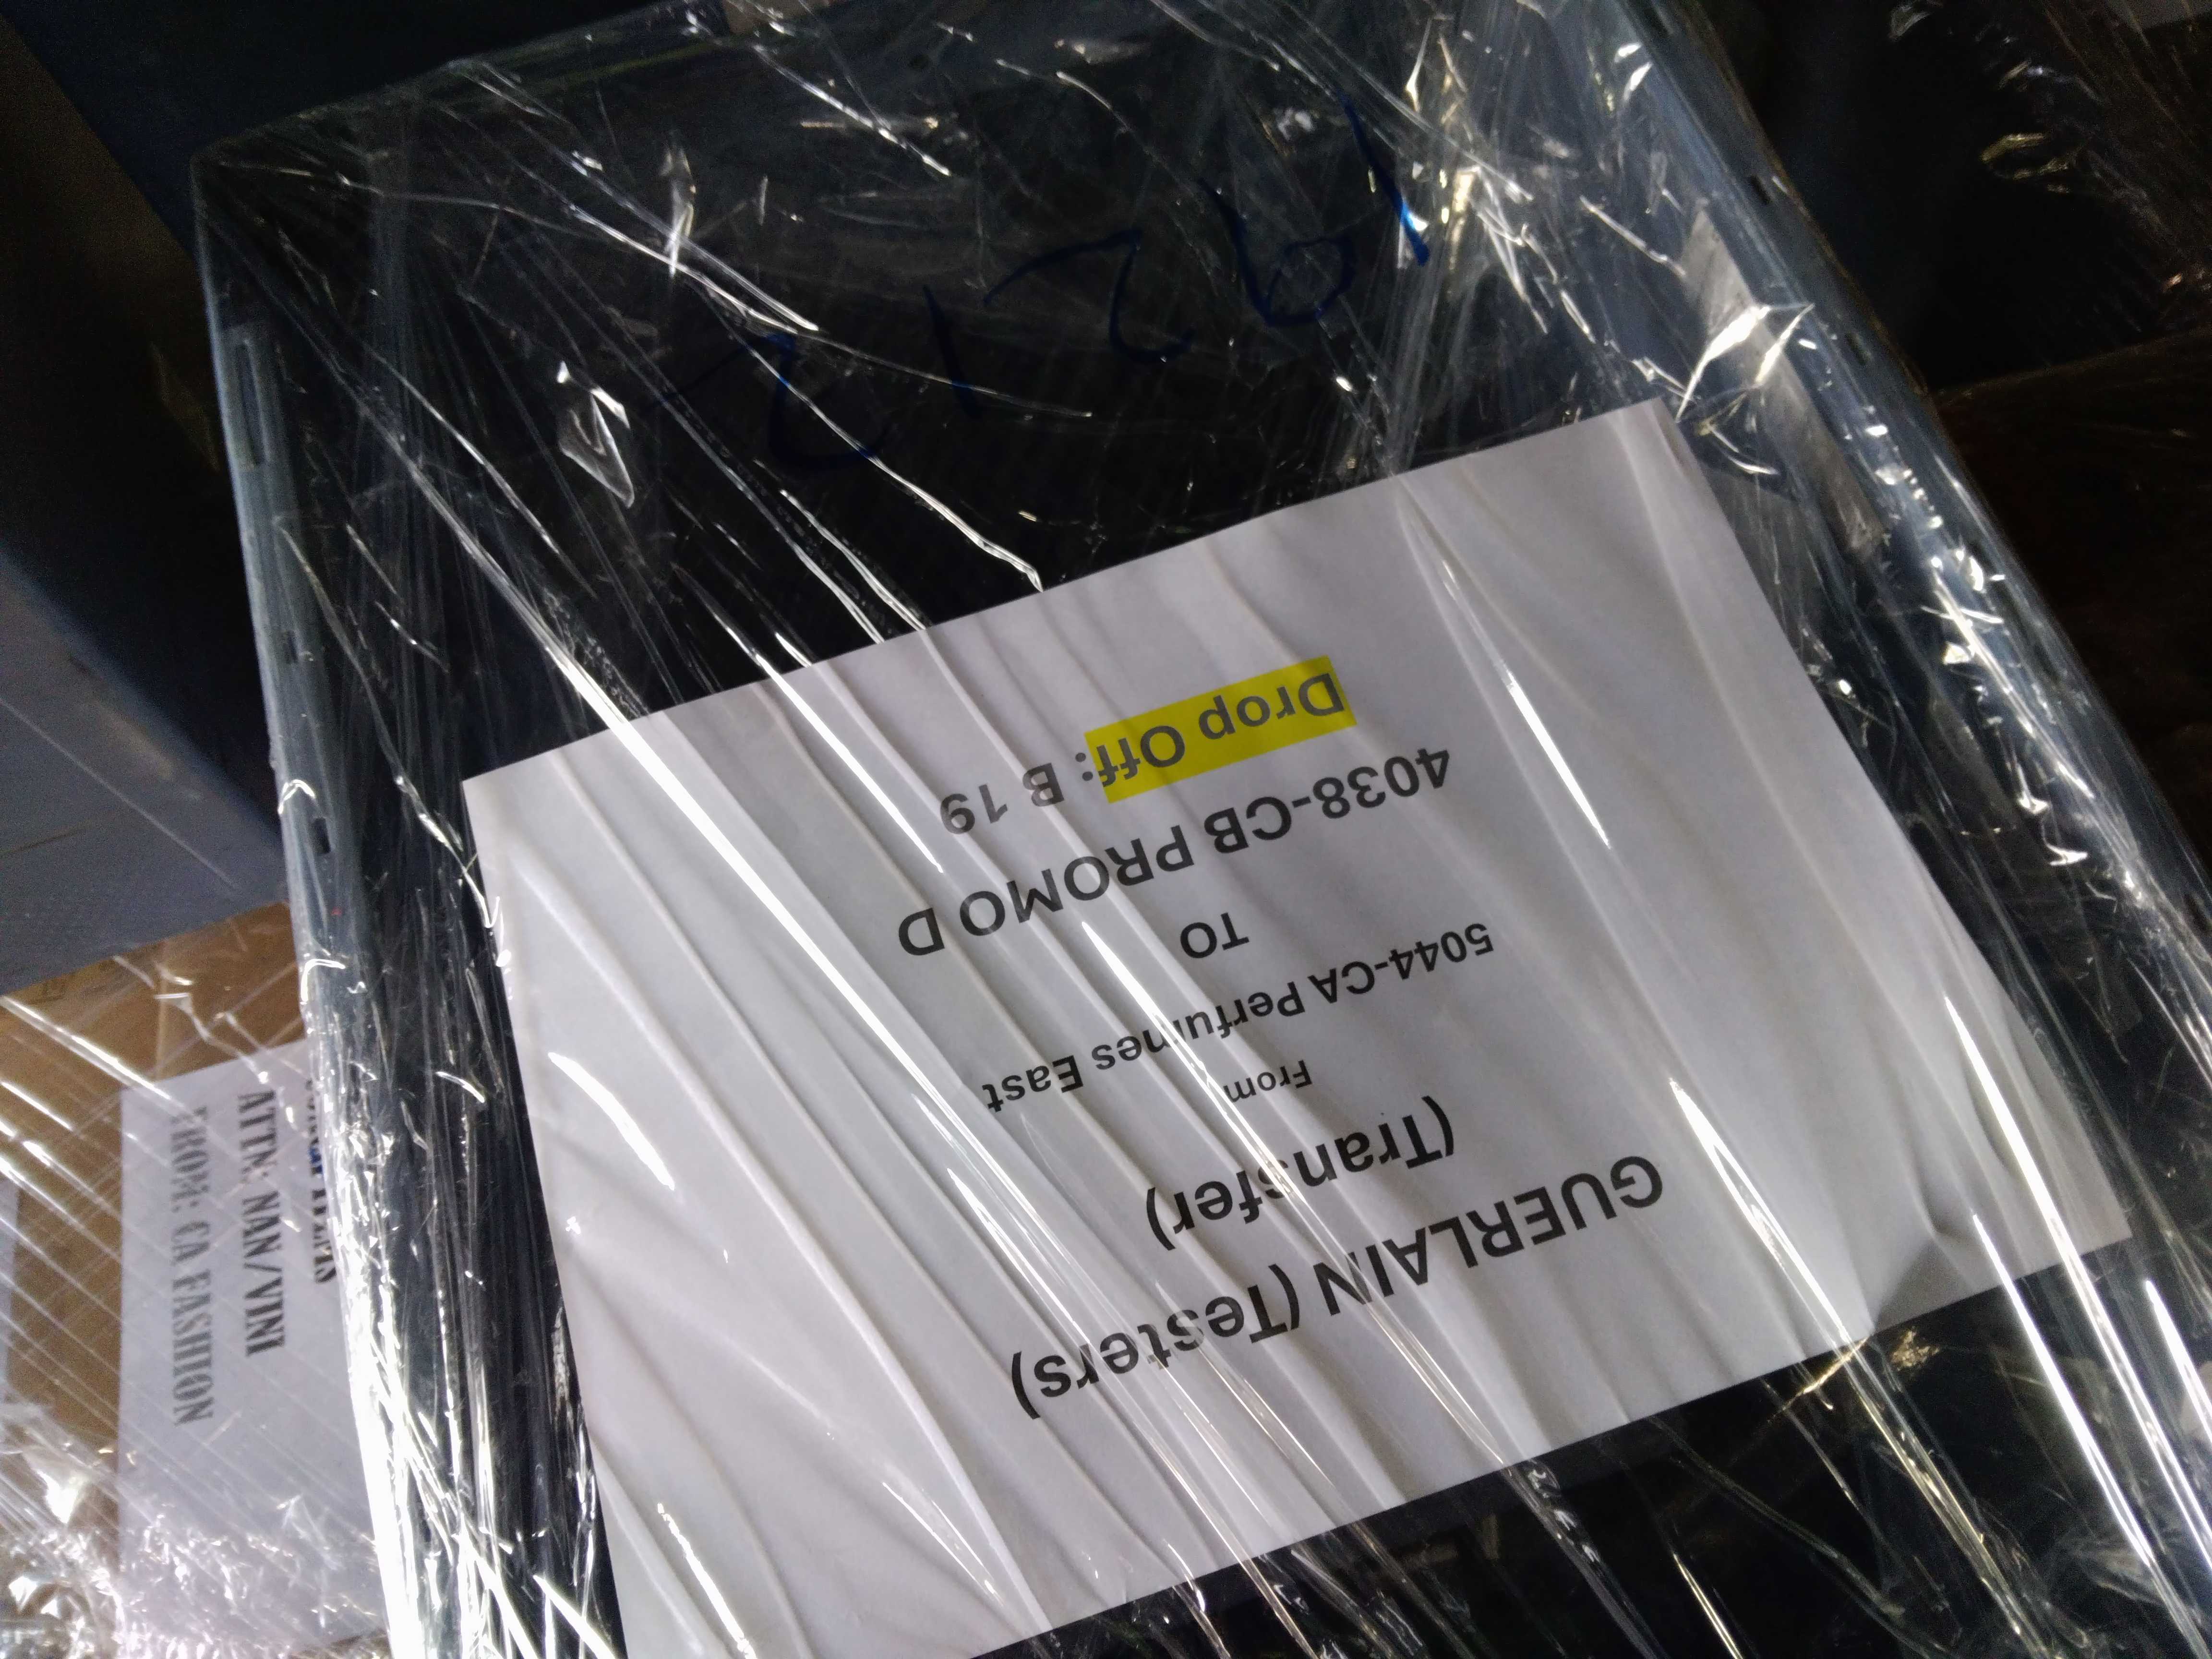 GUERLAIN (Testers)
(Transfer)
From
5044-CA Perfumes East
TO
4038-CB PROMO D
Drop Off: B 19
19212
ATTN: NAN/VINI
FROM: CA FASHION